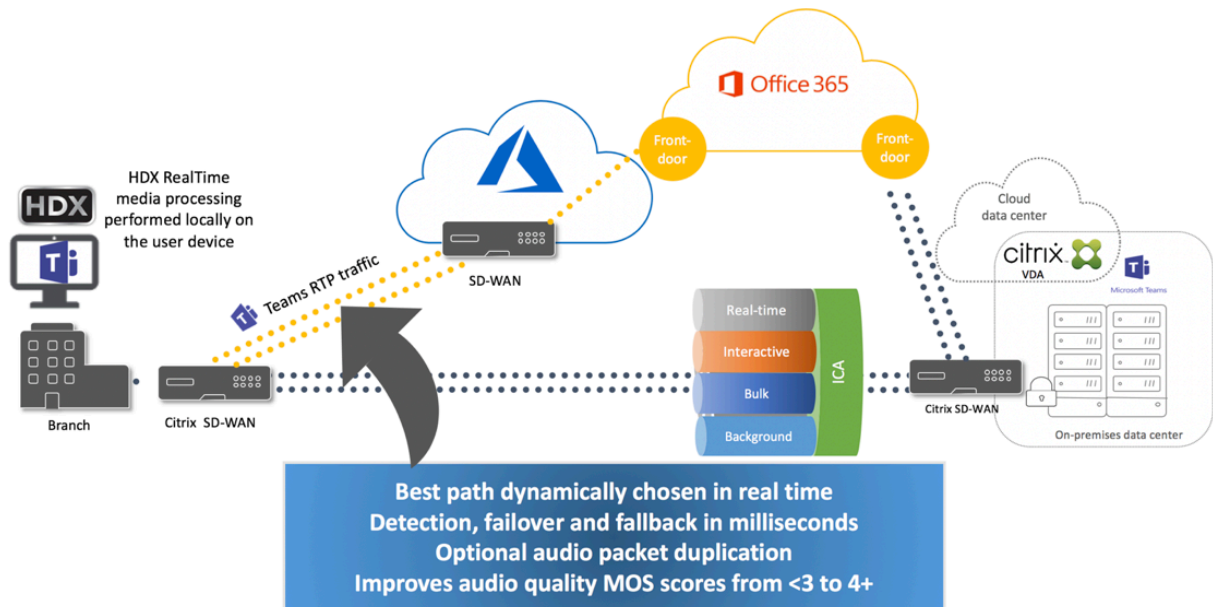 Office 365
Front-
door
Front-
door
HDX
HDX RealTime
media processing
performed locally on
the user device
Cloud
data center
citrix
VDA
Microsoft Teams
SD-WAN
Teams RTP traffic
Real-time
Interactive
Bulk
Background
ICA
Branch
Citrix SD-WAN
Citrix SD-WAN
On-premises data center
Best path dynamically chosen in real time
Detection, failover and fallback in milliseconds
Optional audio packet duplication
Improves audio quality MOS scores from <3 to 4+